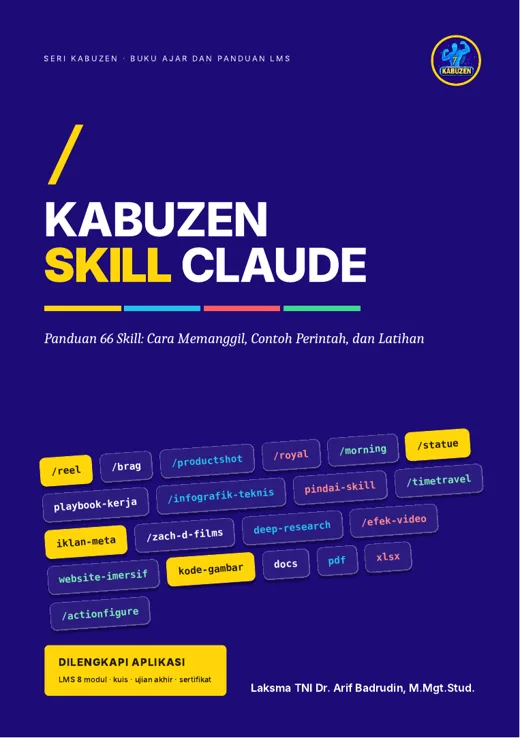 SERI KABUZEN · BUKU AJAR DAN PANDUAN LMS
KABUZEN
/
KABUZEN
SKILL CLAUDE
Panduan 66 Skill: Cara Memanggil, Contoh Perintah, dan Latihan
/reel /brag /productshot /royal /morning /statue
playbook-kerja /infografik-teknis pindai-skill /timetravel
iklan-meta /zach-d-films deep-research /efek-video
website-imersif kode-gambar docs pdf xlsx
/actionfigure
DILENGKAPI APLIKASI
LMS 8 modul · kuis · ujian akhir · sertifikat
Laksma TNI Dr. Arif Badrudin, M.Mgt.Stud.